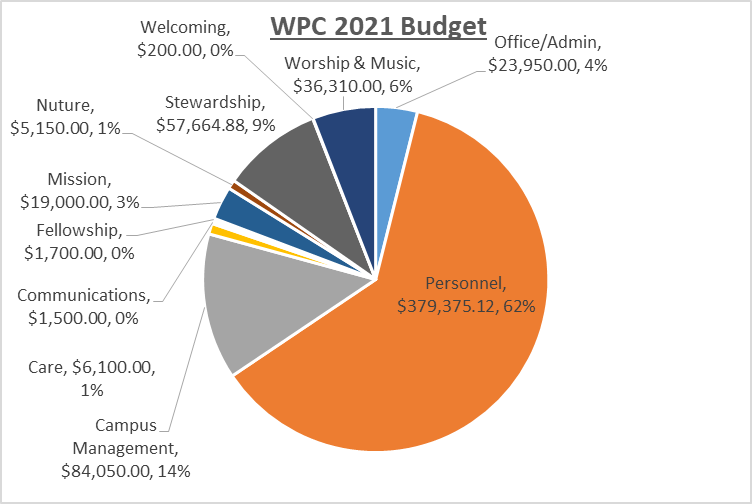 WPC 2021 Budget
Office/Admin,
$23,950.00, 4%
Personnel,
$379,375.12, 62%
Campus
Management,
$84,050.00, 14%
Care, $6,100.00,
1%
Communications,
$1,500.00, 0%
Fellowship,
$1,700.00, 0%
Mission,
$19,000.00, 3%
Nuture,
$5,150.00, 1%
Stewardship,
$57,664.88, 9%
Welcoming,
$200.00, 0%
Worship & Music,
$36,310.00, 6%